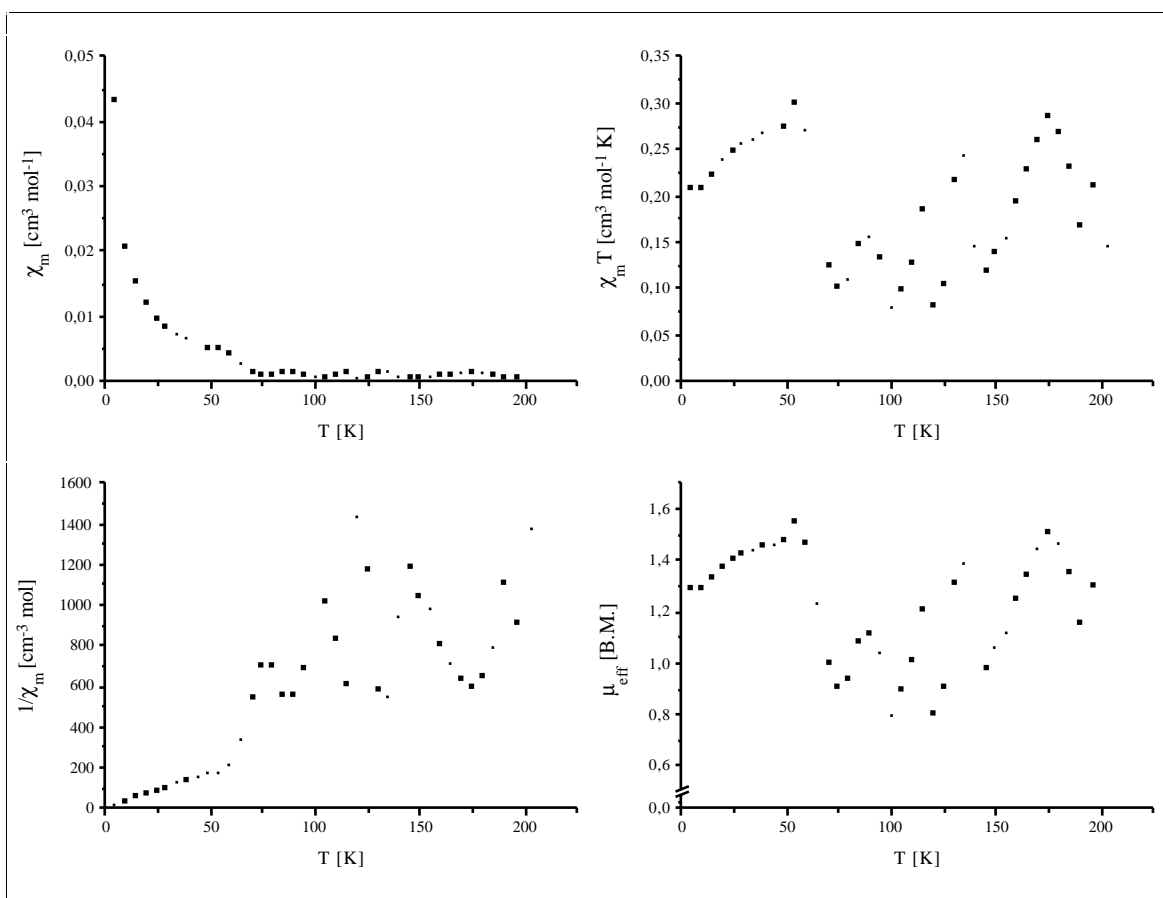 0,05
0,04
0,03
0,02
0,01
0,00
χm [cm3 mol-1]
0 50 100 150 200
T [K]
0,35
0,30
0,25
0,20
0,15
0,10
0,05
0,00
χmT [cm3 mol-1 K]
0 50 100 150 200
T [K]
1600
1400
1200
1000
800
600
400
200
0
1/χm [cm-3 mol]
0 50 100 150 200
T [K]
1,6
1,4
1,2
1,0
0,8
0,6
0,0
μeff [B.M.]
0 50 100 150 200
T [K]